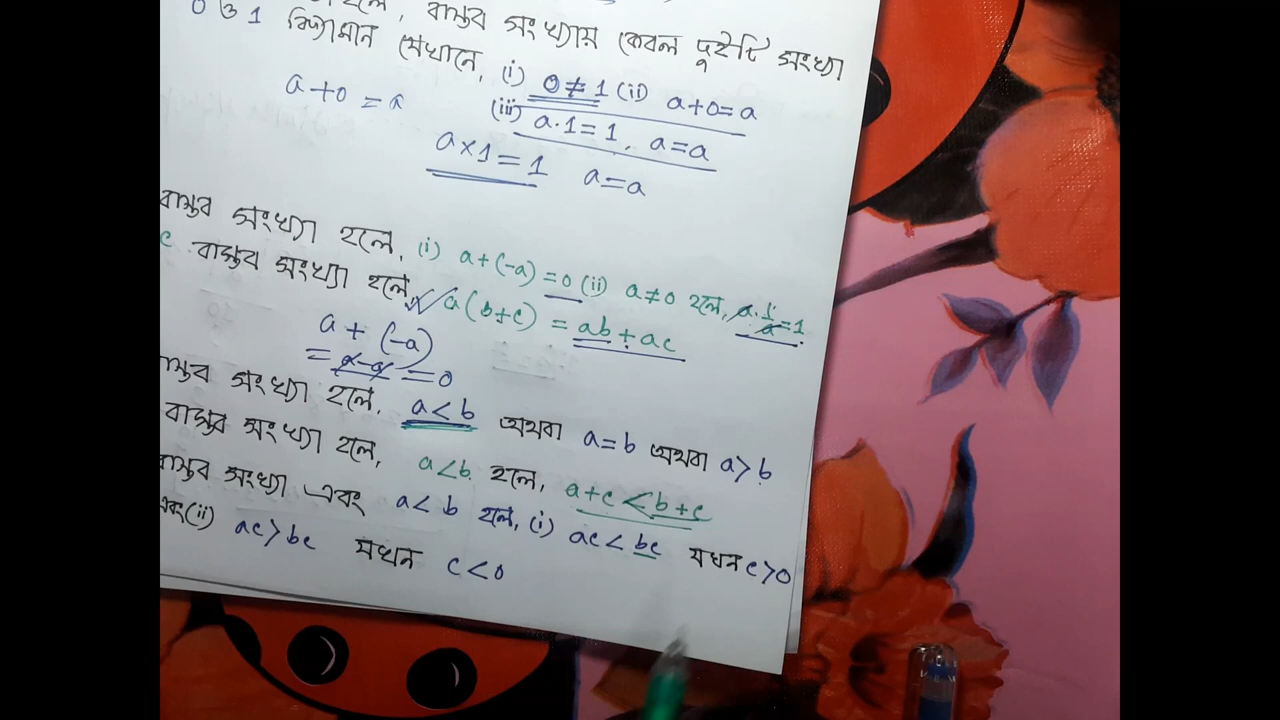 হলে, বাস্তব সংখ্যায় কেবল দুইটি সংখ্যা
0 ও 1 বিদ্যমান যেখানে, (i) 0 ≠ 1 (ii) a+0=a
a+0 = a
(iii) a·1 = 1. a=a
a×1 = 1 a=a
বাস্তব সংখ্যা হলে, (i) a+(-a) = 0 (ii) a≠0 হলে, a·1/a=1
c বাস্তব সংখ্যা হলে, a(b+c) = ab+ac
a + (-a)
= a-a = 0
বাস্তব সংখ্যা হলে, a<b অথবা a=b অথবা a>b
বাস্তব সংখ্যা হলে, a<b হলে, a+c<b+c
বাস্তব সংখ্যা এবং a<b হলে, (i) ac<bc যখন c>0
এবং(ii) ac>bc যখন c<0